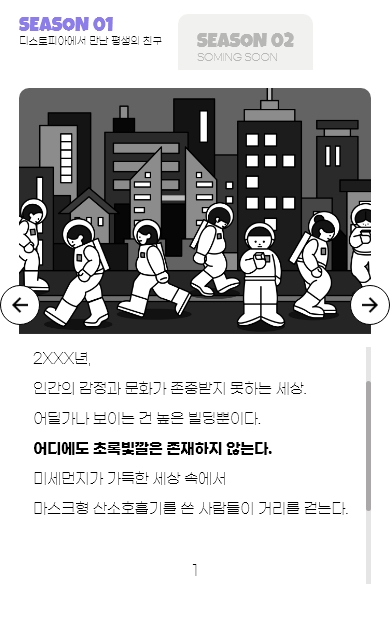 SEASON 01
디스토피아에서 만난 평생의 친구
SEASON 02
SOMING SOON
2XXX년,
인간의 감정과 문화가 존중받지 못하는 세상.
어딜가나 보이는 건 높은 빌딩뿐이다.
어디에도 초록빛깔은 존재하지 않는다.
미세먼지가 가득한 세상 속에서
마스크형 산소호흡기를 쓴 사람들이 거리를 걷는다.
1